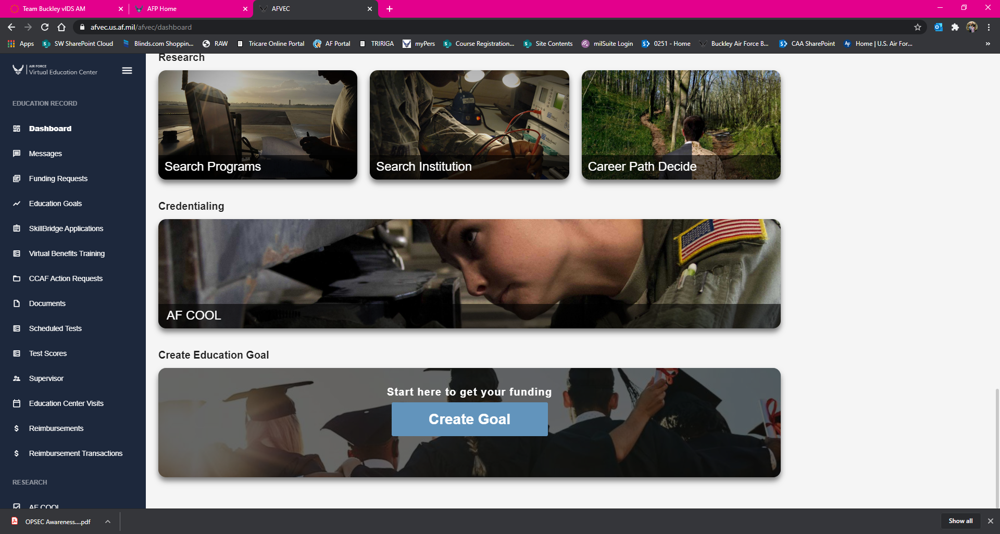 Team Buckley vIDS AM
AFP Home
AFVEC
afvec.us.af.mil/afvec/dashboard
Apps
SW SharePoint Cloud
Blinds.com Shoppin...
RAW
Tricare Online Portal
AF Portal
TRIRIGA
myPers
Course Registration...
Site Contents
milSuite Login
0251 - Home
Buckley Air Force B...
CAA SharePoint
Home | U.S. Air For...
»
AIR FORCE
Virtual Education Center
EDUCATION RECORD
Dashboard
Messages
Funding Requests
Education Goals
SkillBridge Applications
Virtual Benefits Training
CCAF Action Requests
Documents
Scheduled Tests
Test Scores
Supervisor
Education Center Visits
Reimbursements
Reimbursement Transactions
RESEARCH
AF COOL
Research
Search Programs
Search Institution
Career Path Decide
Credentialing
AF COOL
Create Education Goal
Start here to get your funding
Create Goal
OPSEC Awareness....pdf
Show all